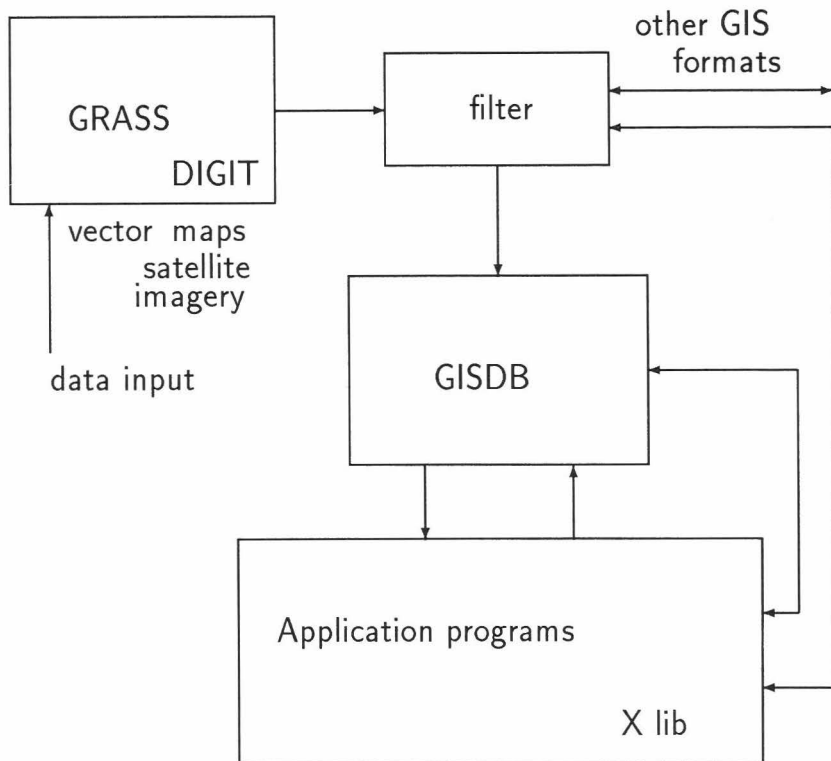 other GIS
formats
GRASS
filter
DIGIT
vector maps
satellite
imagery
data input
GISDB
Application programs
X lib